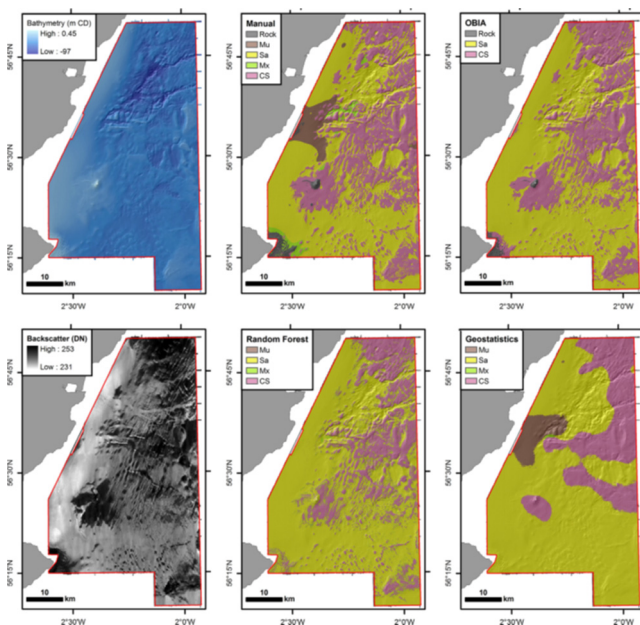 Bathymetry (m CD)
High : 0.45
Low : -97
56°45'N
56°30'N
56°15'N
10
km
2°30'W
2°0'W
Manual
Rock
Mu
Sa
Mx
CS
56°45'N
56°30'N
56°15'N
10
km
2°30'W
2°0'W
OBIA
Rock
Sa
CS
56°45'N
56°30'N
56°15'N
10
km
2°30'W
2°0'W
Backscatter (DN)
High : 253
Low : 231
56°45'N
56°30'N
56°15'N
10
km
2°30'W
2°0'W
Random Forest
Mu
Sa
Mx
CS
56°45'N
56°30'N
56°15'N
10
km
2°30'W
2°0'W
Geostatistics
Mu
Sa
Mx
CS
56°45'N
56°30'N
56°15'N
10
km
2°30'W
2°0'W